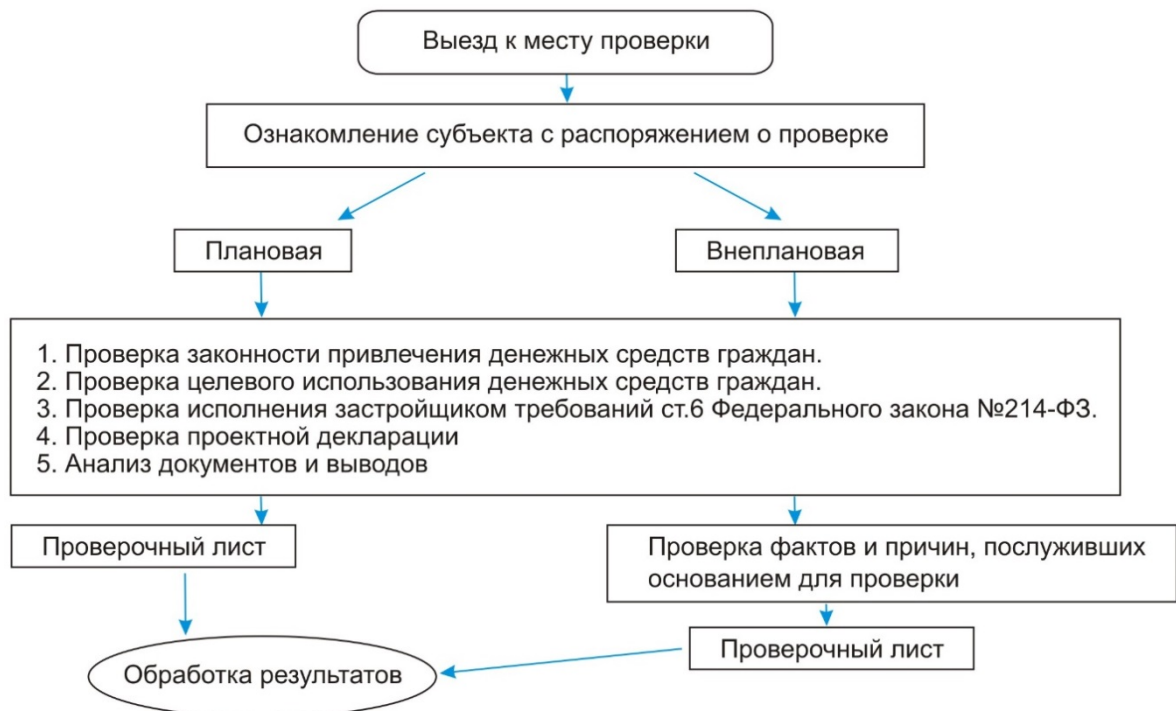 Выезд к месту проверки
Ознакомление субъекта с распоряжением о проверке
Плановая
Внеплановая
1. Проверка законности привлечения денежных средств граждан.
2. Проверка целевого использования денежных средств граждан.
3. Проверка исполнения застройщиком требований ст.6 Федерального закона №214-ФЗ.
4. Проверка проектной декларации
5. Анализ документов и выводов
Проверочный лист
Проверка фактов и причин, послуживших
основанием для проверки
Проверочный лист
Обработка результатов